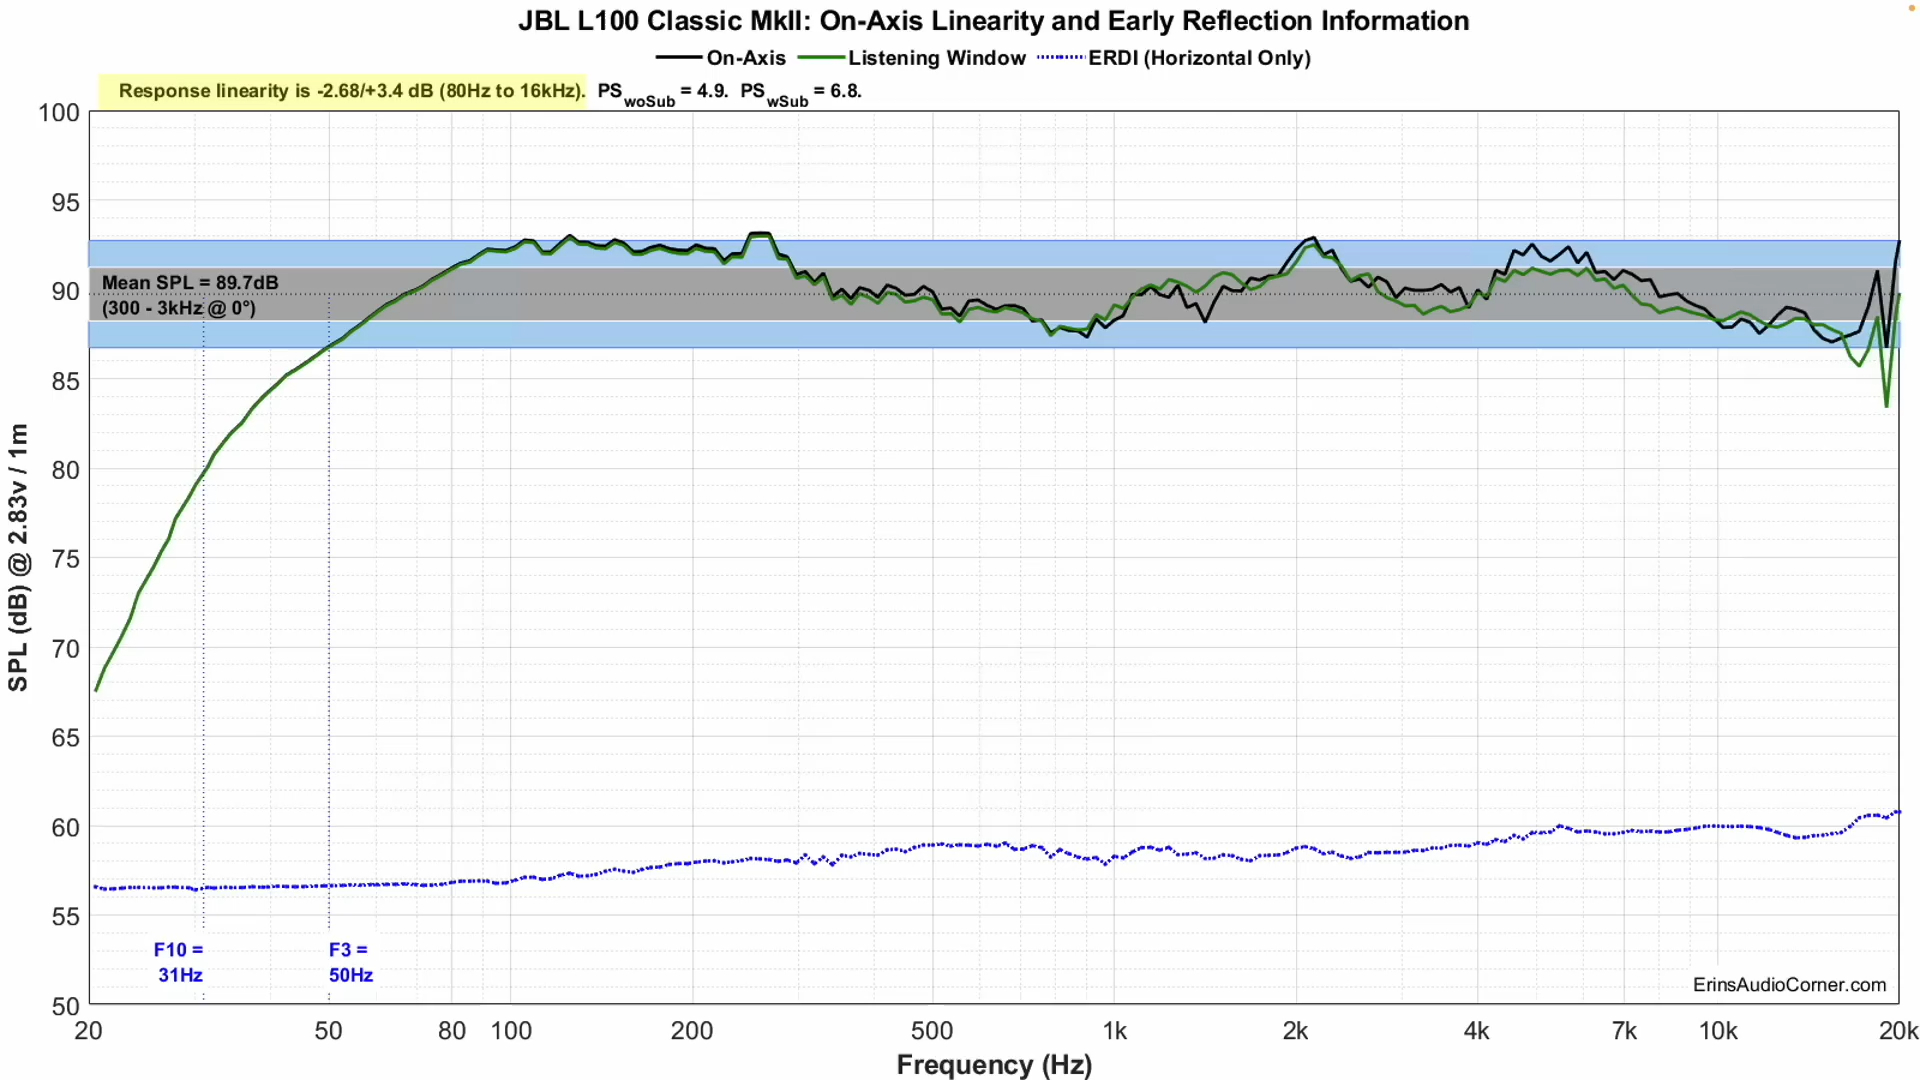 JBL L100 Classic MkII: On-Axis Linearity and Early Reflection Information
On-Axis Listening Window ERDI (Horizontal Only)
Response linearity is -2.68/+3.4 dB (80Hz to 16kHz). PSwoSub = 4.9. PSwSub = 6.8.
100
95
90
85
80
75
70
65
60
55
50
SPL (dB) @ 2.83v / 1m
Mean SPL = 89.7dB
(300 - 3kHz @ 0°)
F10 =
31Hz
F3 =
50Hz
ErinsAudioCorner.com
20 50 80 100 200 500 1k 2k 4k 7k 10k 20k
Frequency (Hz)